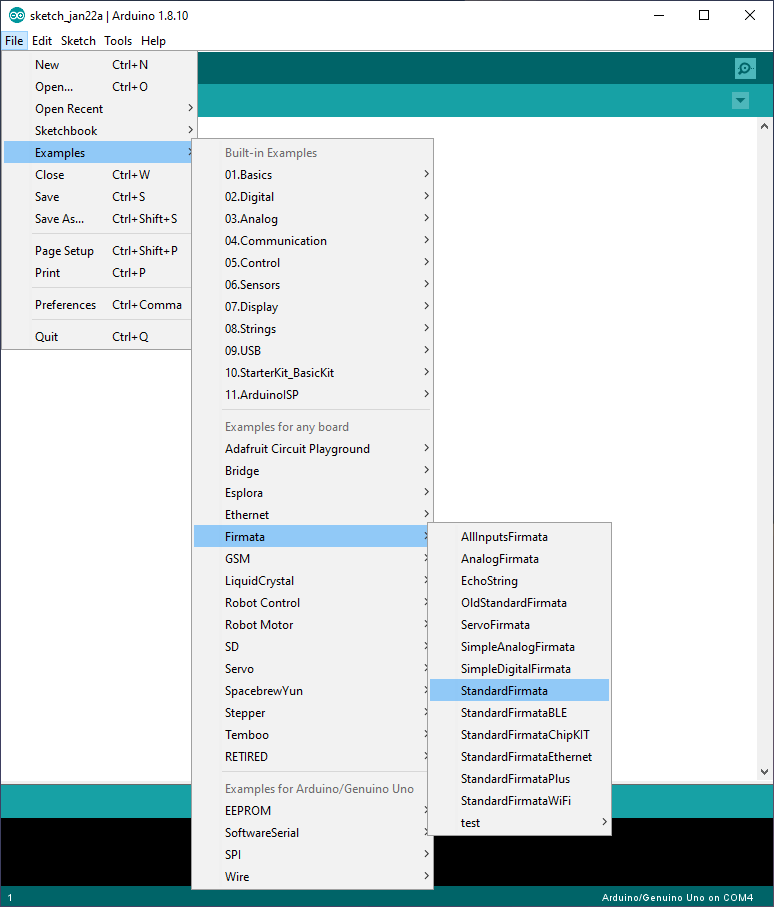 sketch_jan22a | Arduino 1.8.10
File Edit Sketch Tools Help
New Ctrl+N
Open... Ctrl+O
Open Recent
Sketchbook
Examples
Close Ctrl+W
Save Ctrl+S
Save As... Ctrl+Shift+S
Page Setup Ctrl+Shift+P
Print Ctrl+P
Preferences Ctrl+Comma
Quit Ctrl+Q
Built-in Examples
01.Basics
02.Digital
03.Analog
04.Communication
05.Control
06.Sensors
07.Display
08.Strings
09.USB
10.StarterKit_BasicKit
11.ArduinoISP
Examples for any board
Adafruit Circuit Playground
Bridge
Esplora
Ethernet
Firmata
GSM
LiquidCrystal
Robot Control
Robot Motor
SD
Servo
SpacebrewYun
Stepper
Temboo
RETIRED
Examples for Arduino/Genuino Uno
EEPROM
SoftwareSerial
SPI
Wire
AllInputsFirmata
AnalogFirmata
EchoString
OldStandardFirmata
ServoFirmata
SimpleAnalogFirmata
SimpleDigitalFirmata
StandardFirmata
StandardFirmataBLE
StandardFirmataChipKIT
StandardFirmataEthernet
StandardFirmataPlus
StandardFirmataWiFi
test
1 Arduino/Genuino Uno on COM4